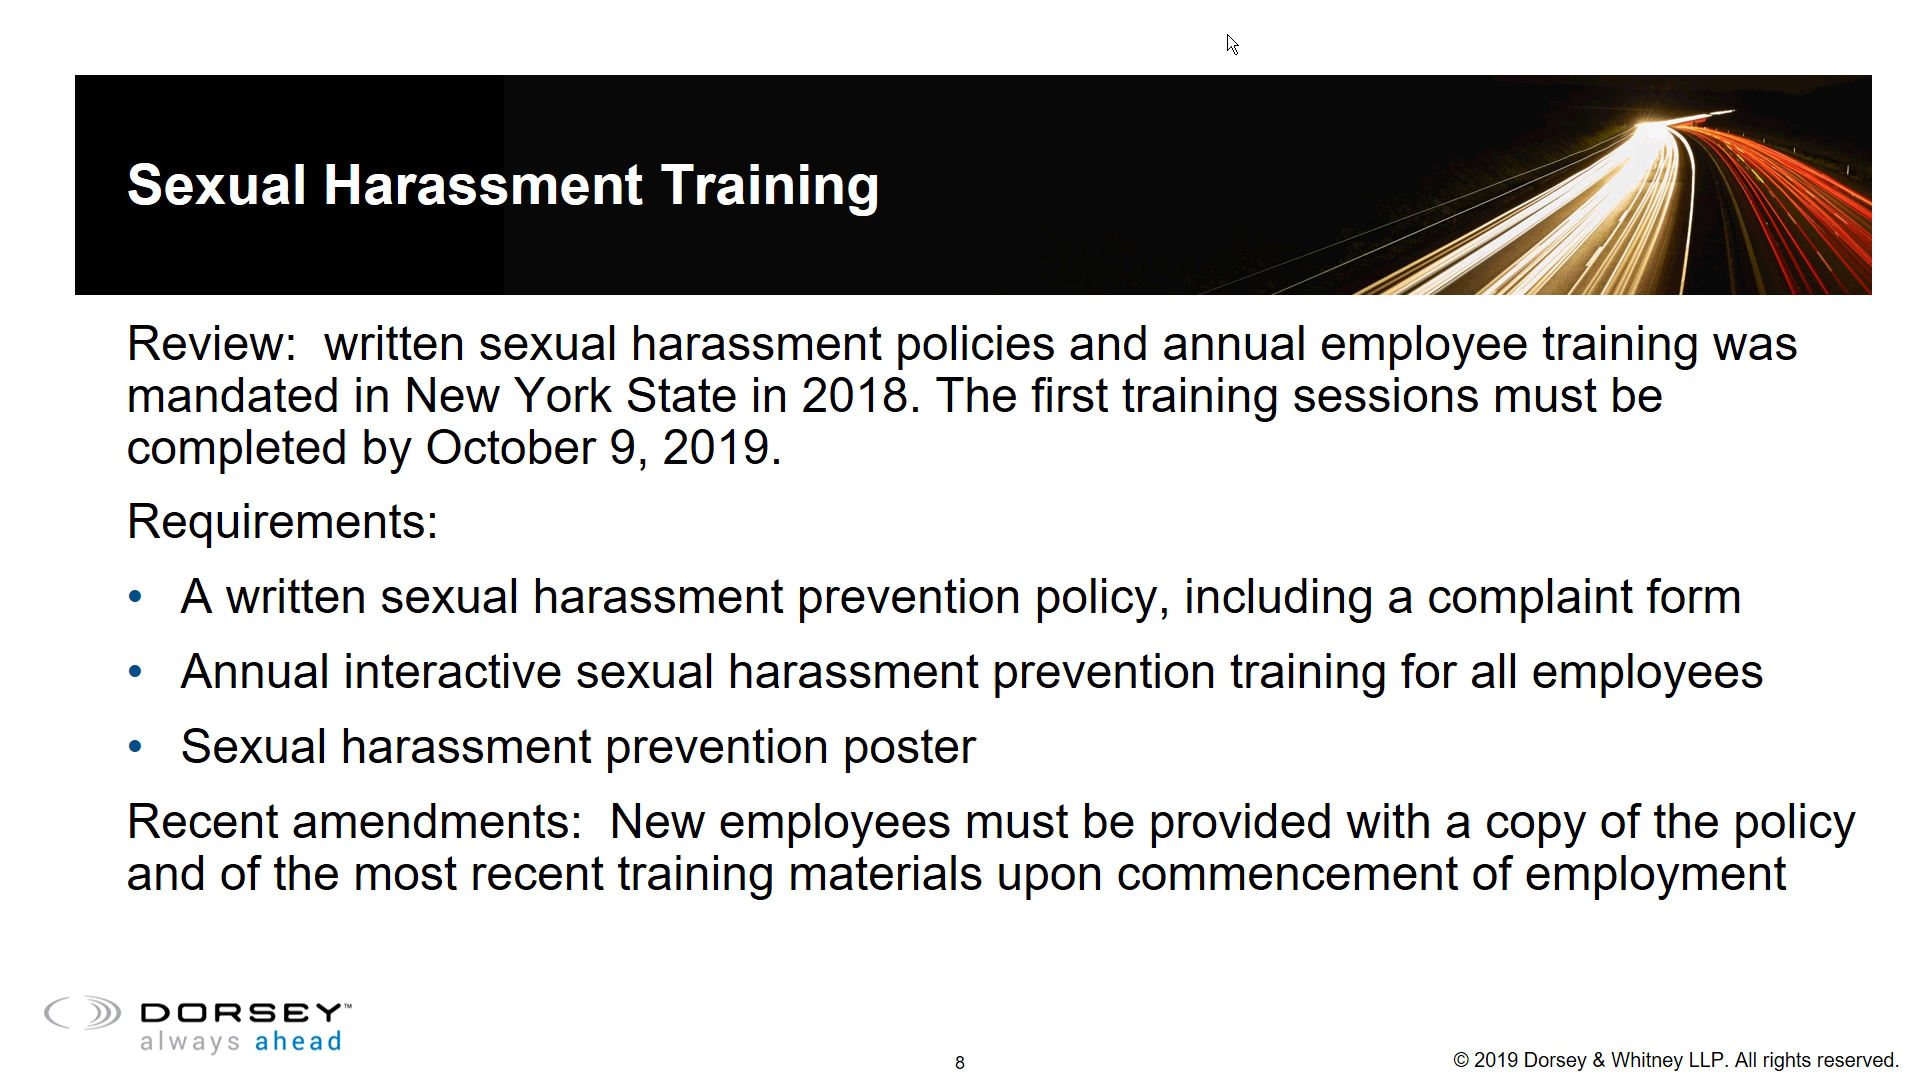 Sexual Harassment Training
Review:  written sexual harassment policies and annual employee training was
mandated in New York State in 2018. The first training sessions must be
completed by October 9, 2019.
Requirements:
• A written sexual harassment prevention policy, including a complaint form
• Annual interactive sexual harassment prevention training for all employees
• Sexual harassment prevention poster
Recent amendments:  New employees must be provided with a copy of the policy
and of the most recent training materials upon commencement of employment
DORSEY™
always ahead
8
© 2019 Dorsey & Whitney LLP. All rights reserved.